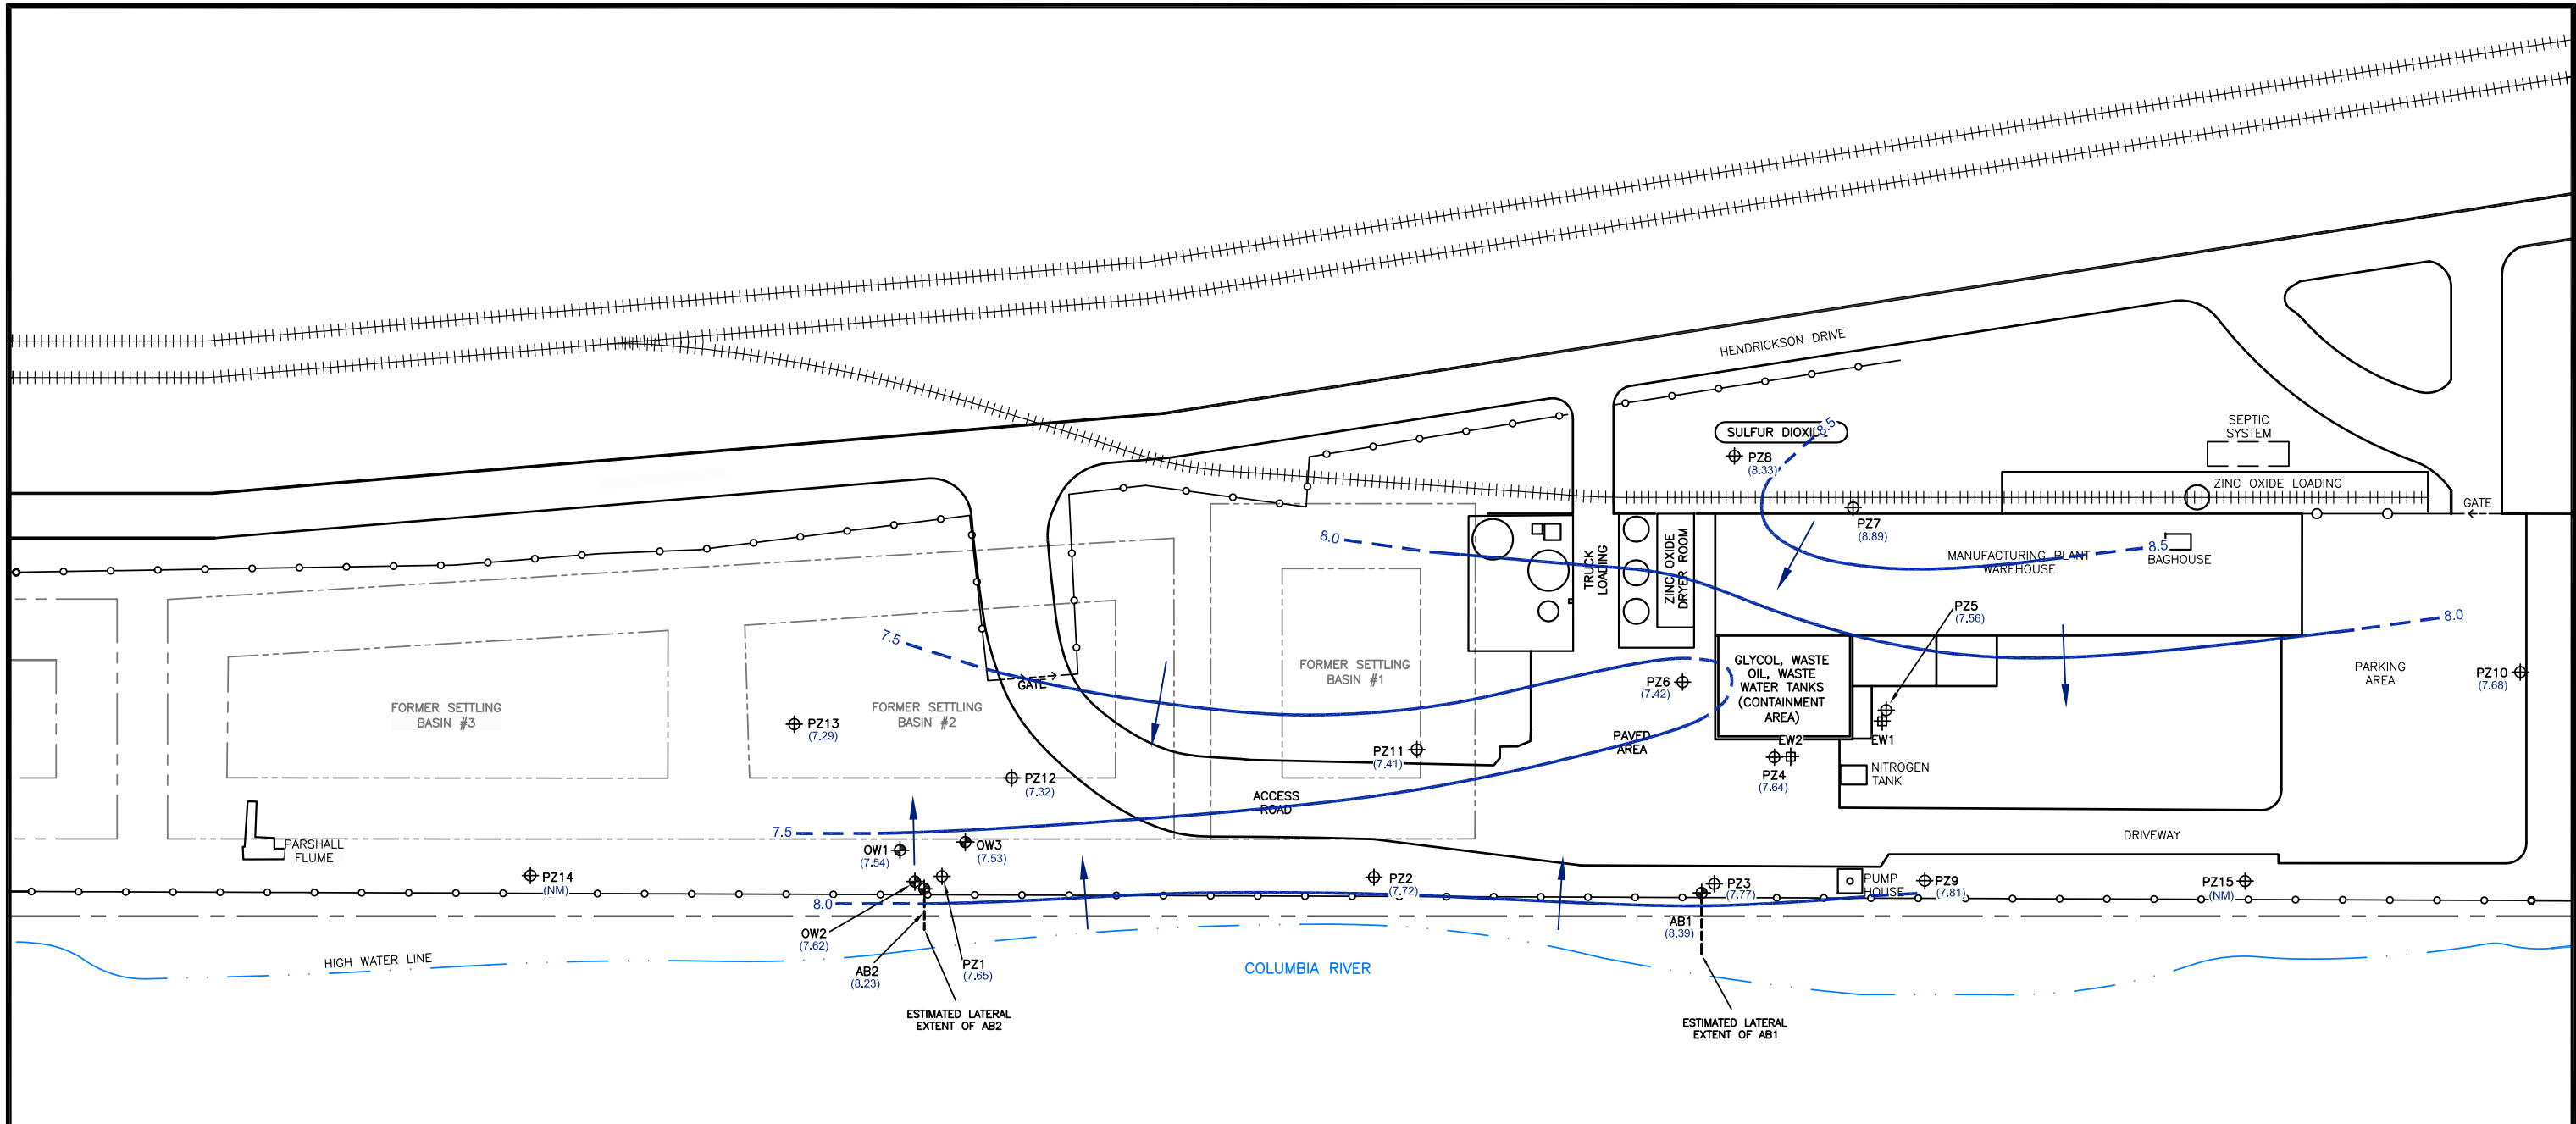 HENDRICKSON DRIVE
SEPTIC
SYSTEM
8.5
SULFUR DIOXIDE
PZ8
(8.33)
ZINC OXIDE LOADING
GATE
PZ7
(8.89)
8.0
TRUCK
LOADING
ZINC OXIDE
DRYER ROOM
MANUFACTURING PLANT
WAREHOUSE
8.5
BAGHOUSE
PZ5
(7.56)
8.0
7.5
FORMER SETTLING
BASIN #1
GLYCOL, WASTE
OIL, WASTE
WATER TANKS
(CONTAINMENT
AREA)
PARKING
AREA
PZ10
(7.68)
GATE
PZ6
(7.42)
FORMER SETTLING
BASIN #3
FORMER SETTLING
BASIN #2
PZ13
(7.29)
PZ11
(7.41)
PAVED
AREA
EW2
EW1
PZ4
(7.64)
NITROGEN
TANK
PZ12
(7.32)
ACCESS
ROAD
7.5
DRIVEWAY
PARSHALL
FLUME
OW1
(7.54)
OW3
(7.53)
PZ14
(NM)
PZ2
(7.72)
PZ3
(7.77)
PUMP
HOUSE
PZ9
(7.81)
PZ15
(NM)
8.0
OW2
(7.62)
AB1
(8.39)
HIGH WATER LINE
AB2
(8.23)
PZ1
(7.65)
COLUMBIA RIVER
ESTIMATED LATERAL
EXTENT OF AB2
ESTIMATED LATERAL
EXTENT OF AB1